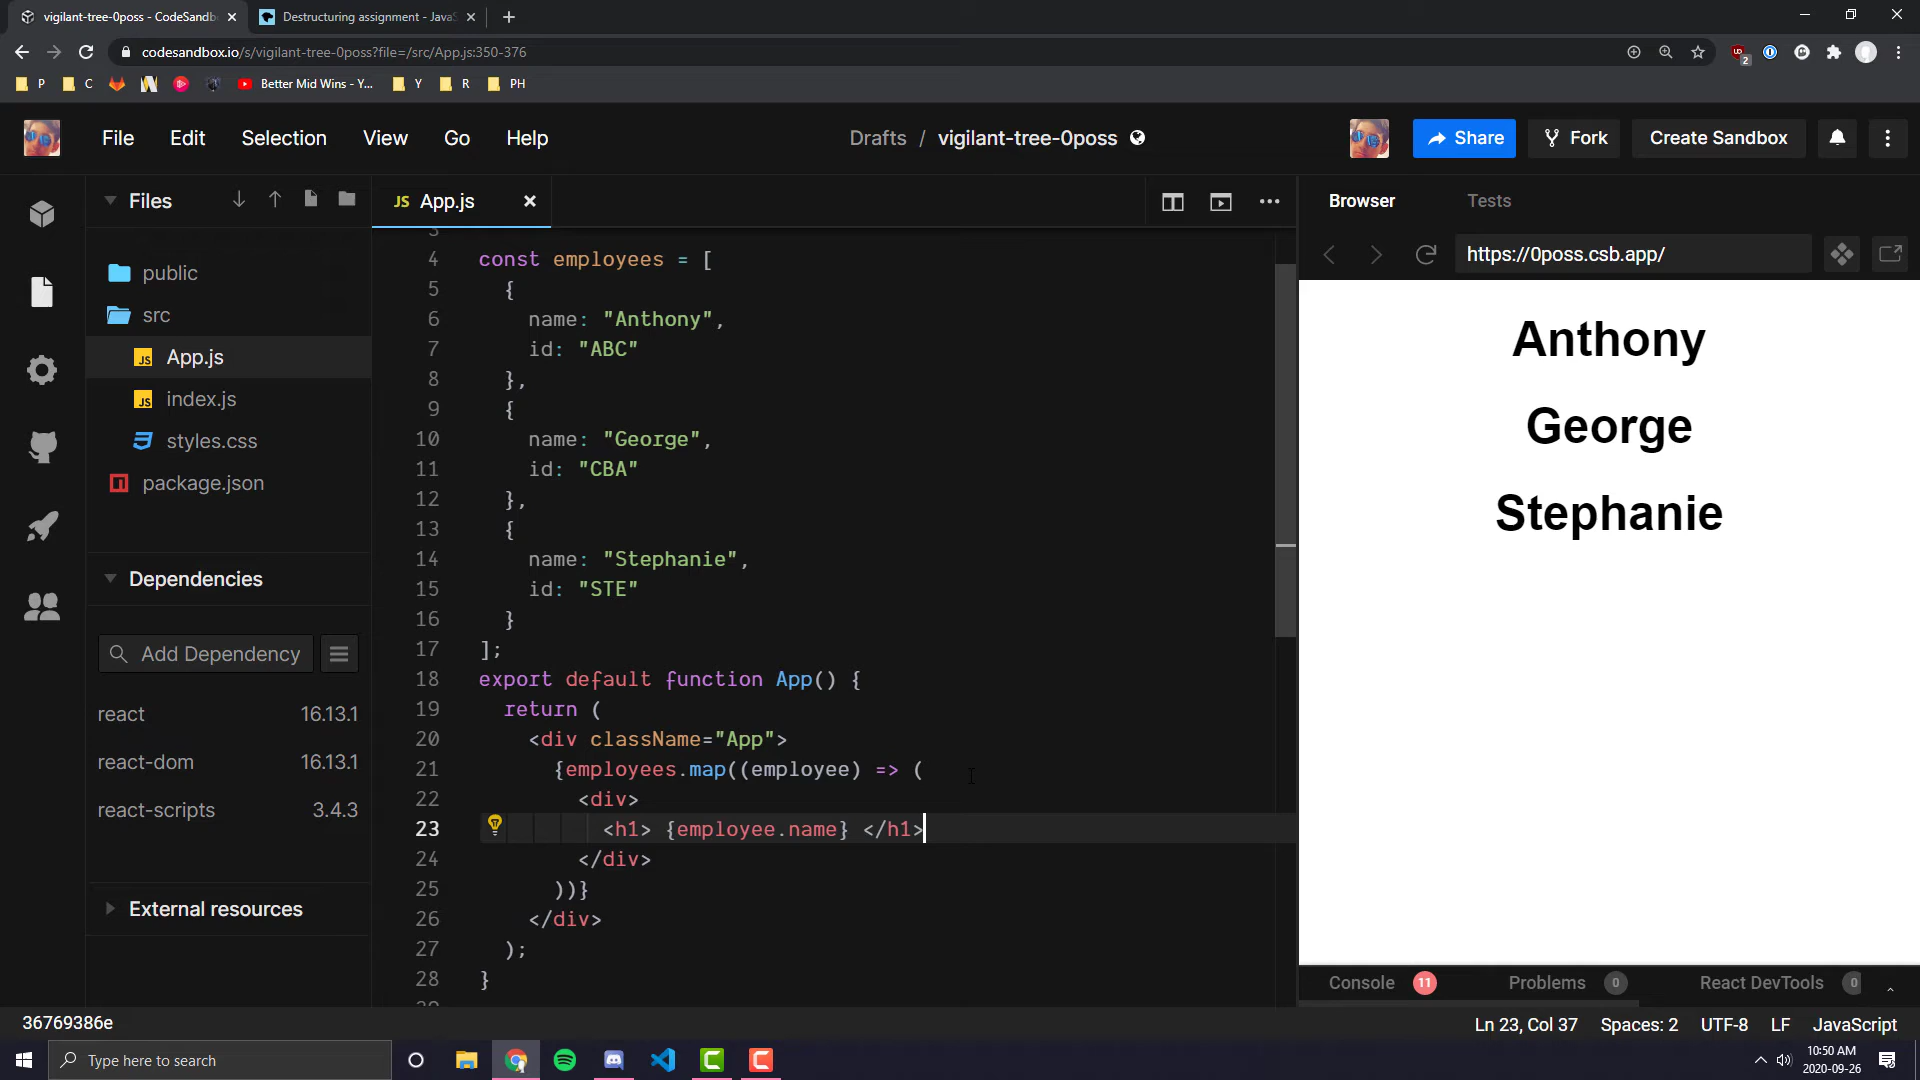 vigilant-tree-0poss - CodeSandb
Destructuring assignment - JavaS
codesandbox.io/s/vigilant-tree-0poss?file=/src/App.js:350-376
2
P
C
Better Mid Wins - Y...
Y
R
PH
File
Edit
Selection
View
Go
Help
Drafts / vigilant-tree-0poss
Share
Fork
Create Sandbox
Files
public
src
JS App.js
JS index.js
styles.css
package.json
Dependencies
Add Dependency
react 16.13.1
react-dom 16.13.1
react-scripts 3.4.3
External resources
JS App.js
3
4 const employees = [
5 {
6 name: "Anthony",
7 id: "ABC"
8 },
9 {
10 name: "George",
11 id: "CBA"
12 },
13 {
14 name: "Stephanie",
15 id: "STE"
16 }
17 ];
18 export default function App() {
19 return (
20 <div className="App">
21 {employees.map((employee) => (
22 <div>
23 <h1> {employee.name} </h1>
24 </div>
25 ))}
26 </div>
27 );
28 }
Browser
Tests
https://0poss.csb.app/
Anthony
George
Stephanie
Console 11
Problems 0
React DevTools 0
36769386e
Ln 23, Col 37
Spaces: 2
UTF-8
LF
JavaScript
Type here to search
10:50 AM
2020-09-26